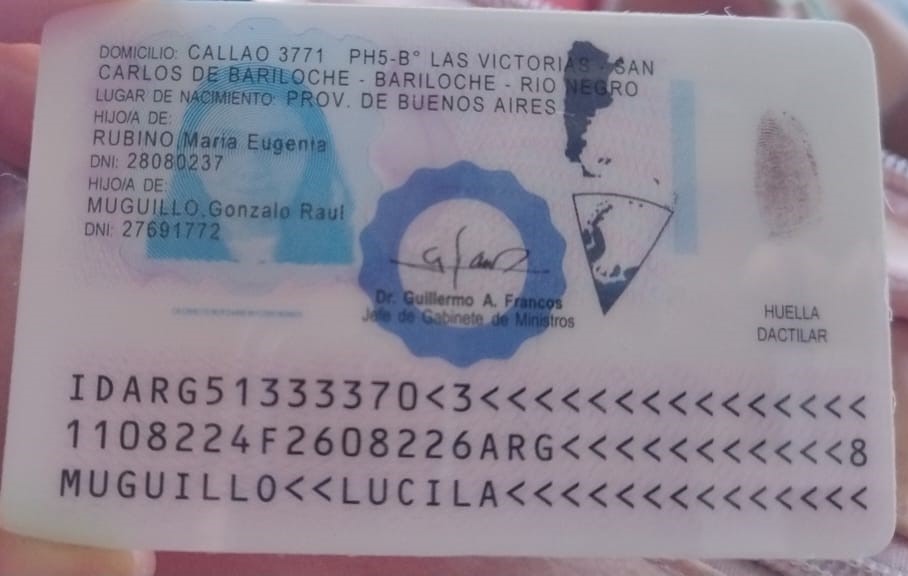 DOMICILIO: CALLAO 3771 PH5-B° LAS VICTORIAS - SAN
CARLOS DE BARILOCHE - BARILOCHE - RIO NEGRO
LUGAR DE NACIMIENTO: PROV. DE BUENOS AIRES
HIJO/A DE:
RUBINO Maria Eugenia
DNI: 28080237
HIJO/A DE:
MUGUILLO,Gonzalo Raul
DNI: 27691772
Dr. Guillermo A. Francos
Jefe de Gabinete de Ministros
HUELLA
DACTILAR
IDARG51333370<3<<<<<<<<<<<<<<<
1108224F2608226ARG<<<<<<<<<<<8
MUGUILLO<<LUCILA<<<<<<<<<<<<<<